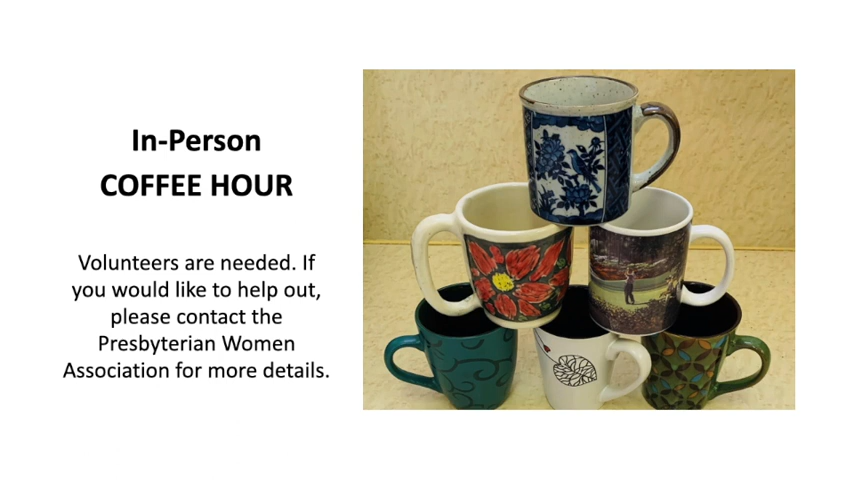 In-Person
COFFEE HOUR
Volunteers are needed. If
you would like to help out,
please contact the
Presbyterian Women
Association for more details.